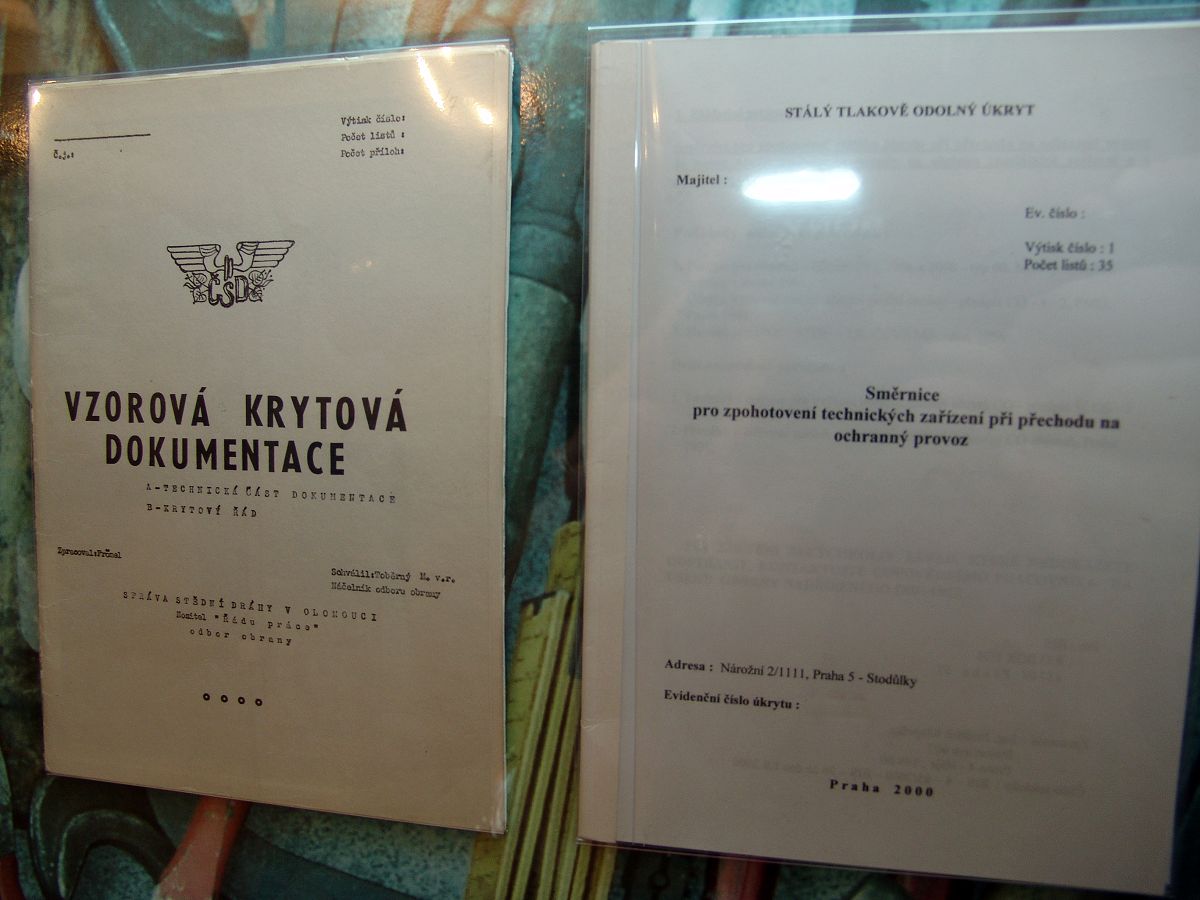 Č.j.:
Výtisk číslo:
Počet listů :
Počet příloh:
ČSD
VZOROVÁ KRYTOVÁ
DOKUMENTACE
A-TECHNICKÁ ČÁST DOKUMENTACE
B-KRYTOVÝ ŘÁD
Zpracoval:Průmel
Schválil:Toběrný M. v.r.
Náčelník odboru obrany
SPRÁVA STŘEDNÍ DRÁHY V OLOMOUCI
Nositel "Řádu práce"
odbor obrany
STÁLÝ TLAKOVĚ ODOLNÝ ÚKRYT
Majitel :
Ev. číslo :
Výtisk číslo : 1
Počet listů : 35
Směrnice
pro zpohotovení technických zařízení při přechodu na
ochranný provoz
Adresa : Nárožní 2/1111, Praha 5 - Stodůlky
Evidenční číslo úkrytu :
Praha 2000